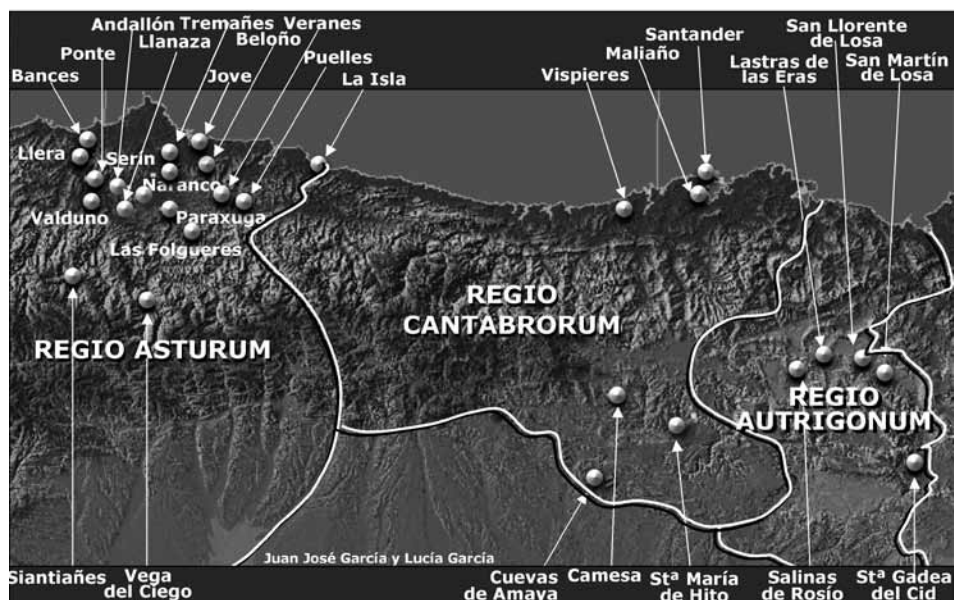 Andallón Tremañes Veranes
Llanaza Beloño
Ponte Puelles
Bances Jove La Isla
Vispieres
Maliaño
Santander
San Llorente
de Losa
Lastras de
las Eras
San Martín
de Losa
Llera
Serín
Naranco
Valduno
Paraxuga
Las Folgueres
REGIO ASTURUM
REGIO
CANTABRORUM
REGIO
AUTRIGONUM
Juan José García y Lucía García
Siantiañes
Vega
del Ciego
Cuevas
de Amaya
Camesa
Stª María
de Hito
Salinas
de Rosío
Stª Gadea
del Cid